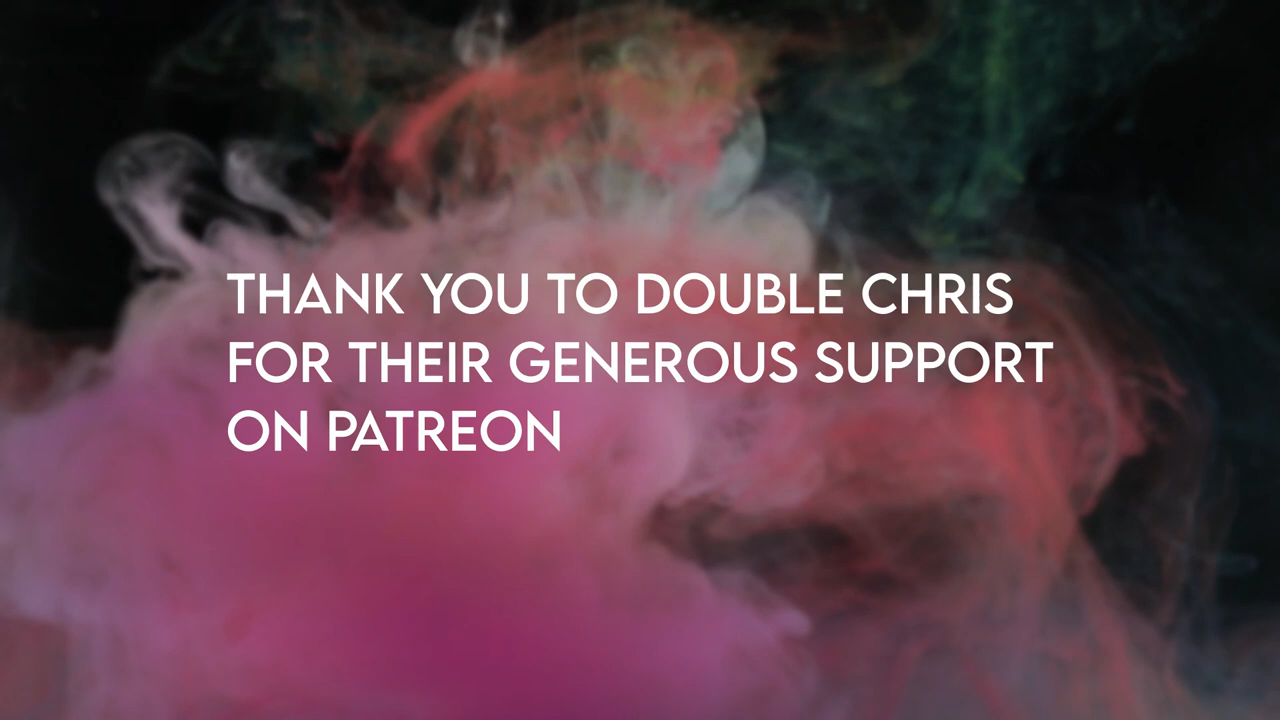 THANK YOU TO DOUBLE CHRIS
FOR THEIR GENEROUS SUPPORT
ON PATREON